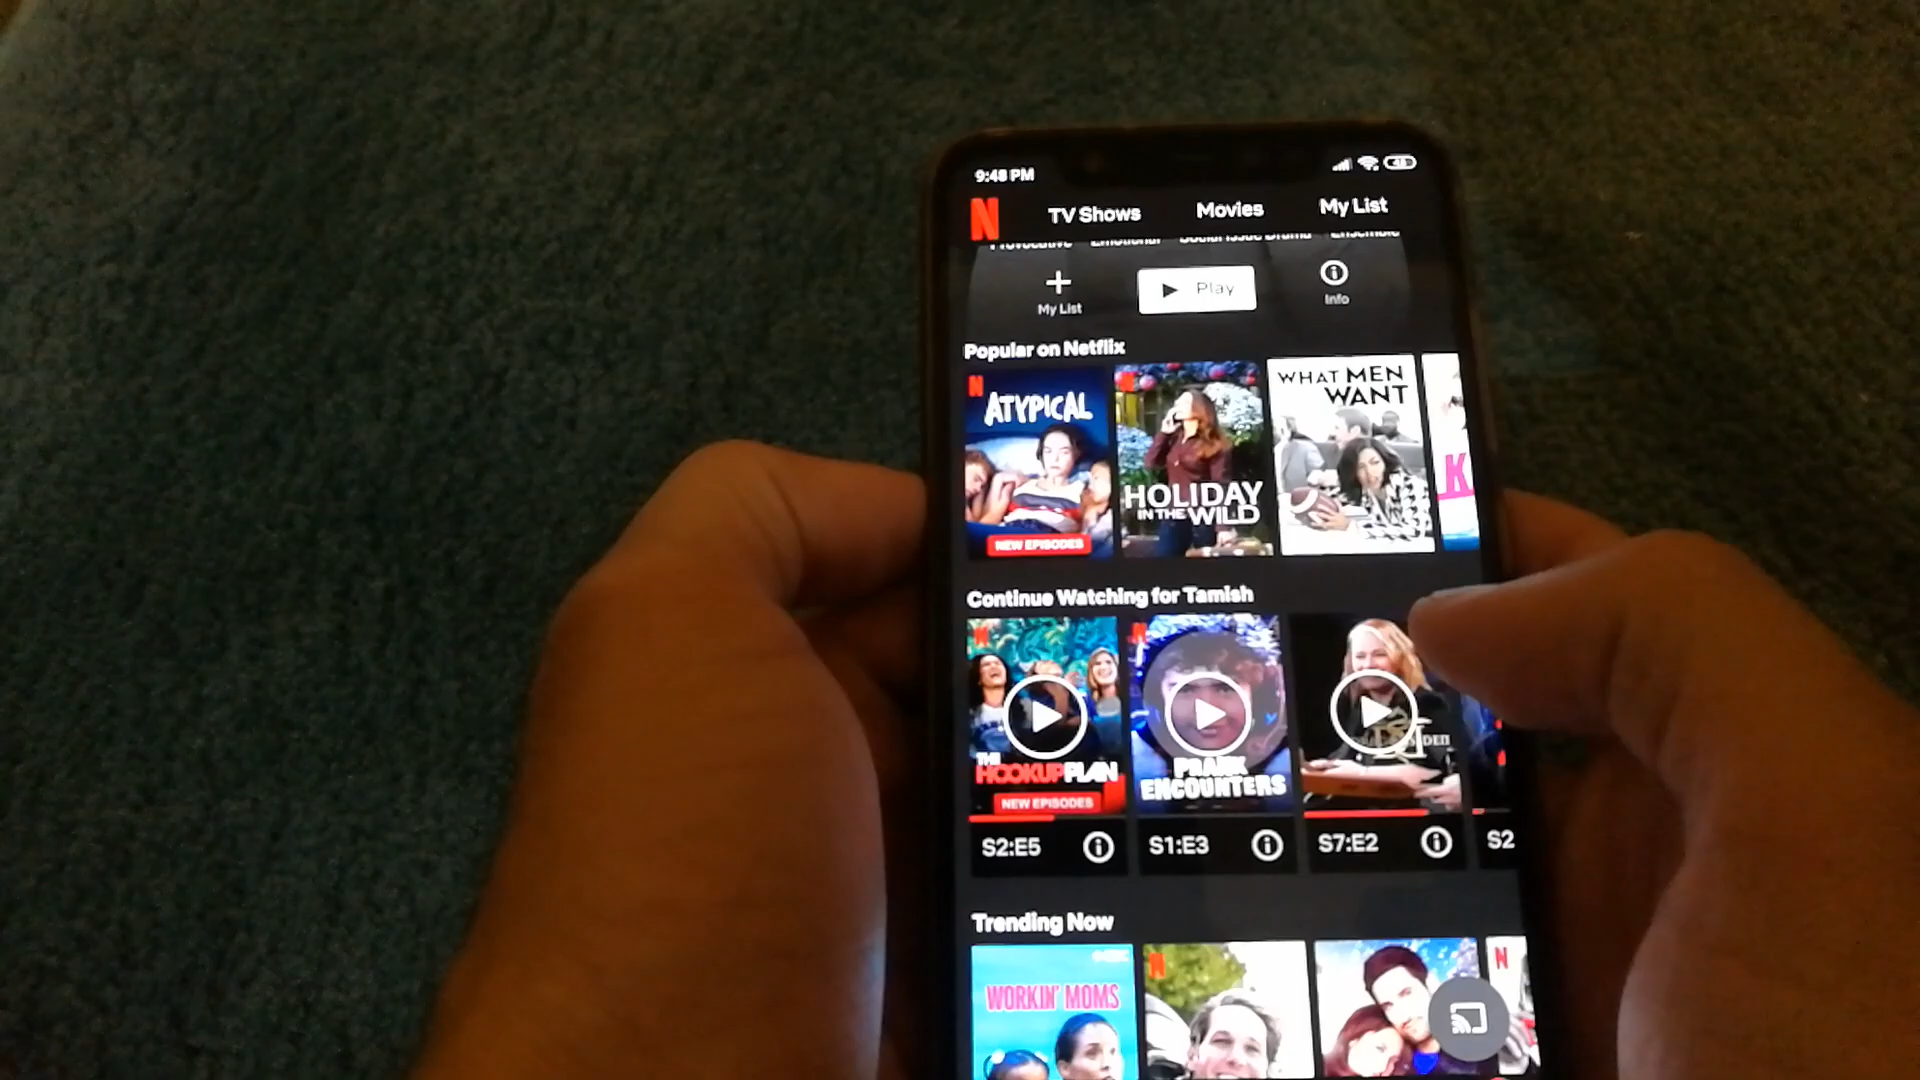 9:48 PM
N TV Shows Movies My List
Provocative Emotional Social Issue Drama Ensemble
My List
Play
Info
Popular on Netflix
N
ATYPICAL
NEW EPISODES
HOLIDAY
IN THE WILD
WHAT MEN
WANT
K
Continue Watching for Tamish
N
THE
HOOKUP PLAN
NEW EPISODES
N
PRANK
ENCOUNTERS
S2:E5
S1:E3
S7:E2
S2
Trending Now
WORKIN' MOMS
N
N